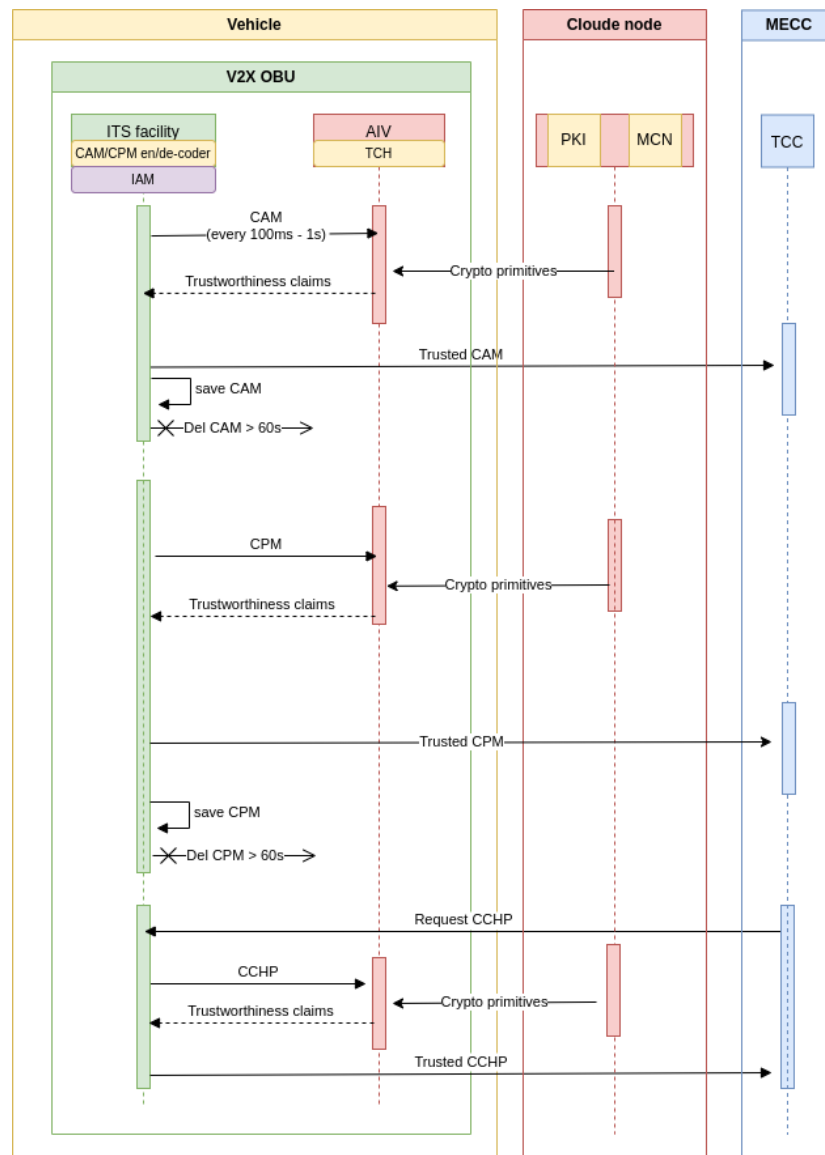 Vehicle
Cloude node
MECC
V2X OBU
ITS facility
CAM/CPM en/de-coder
IAM
AIV
TCH
PKI
MCN
TCC
CAM
(every 100ms - 1s)
Crypto primitives
Trustworthiness claims
Trusted CAM
save CAM
Del CAM > 60s
CPM
Crypto primitives
Trustworthiness claims
Trusted CPM
save CPM
Del CPM > 60s
Request CCHP
CCHP
Crypto primitives
Trustworthiness claims
Trusted CCHP